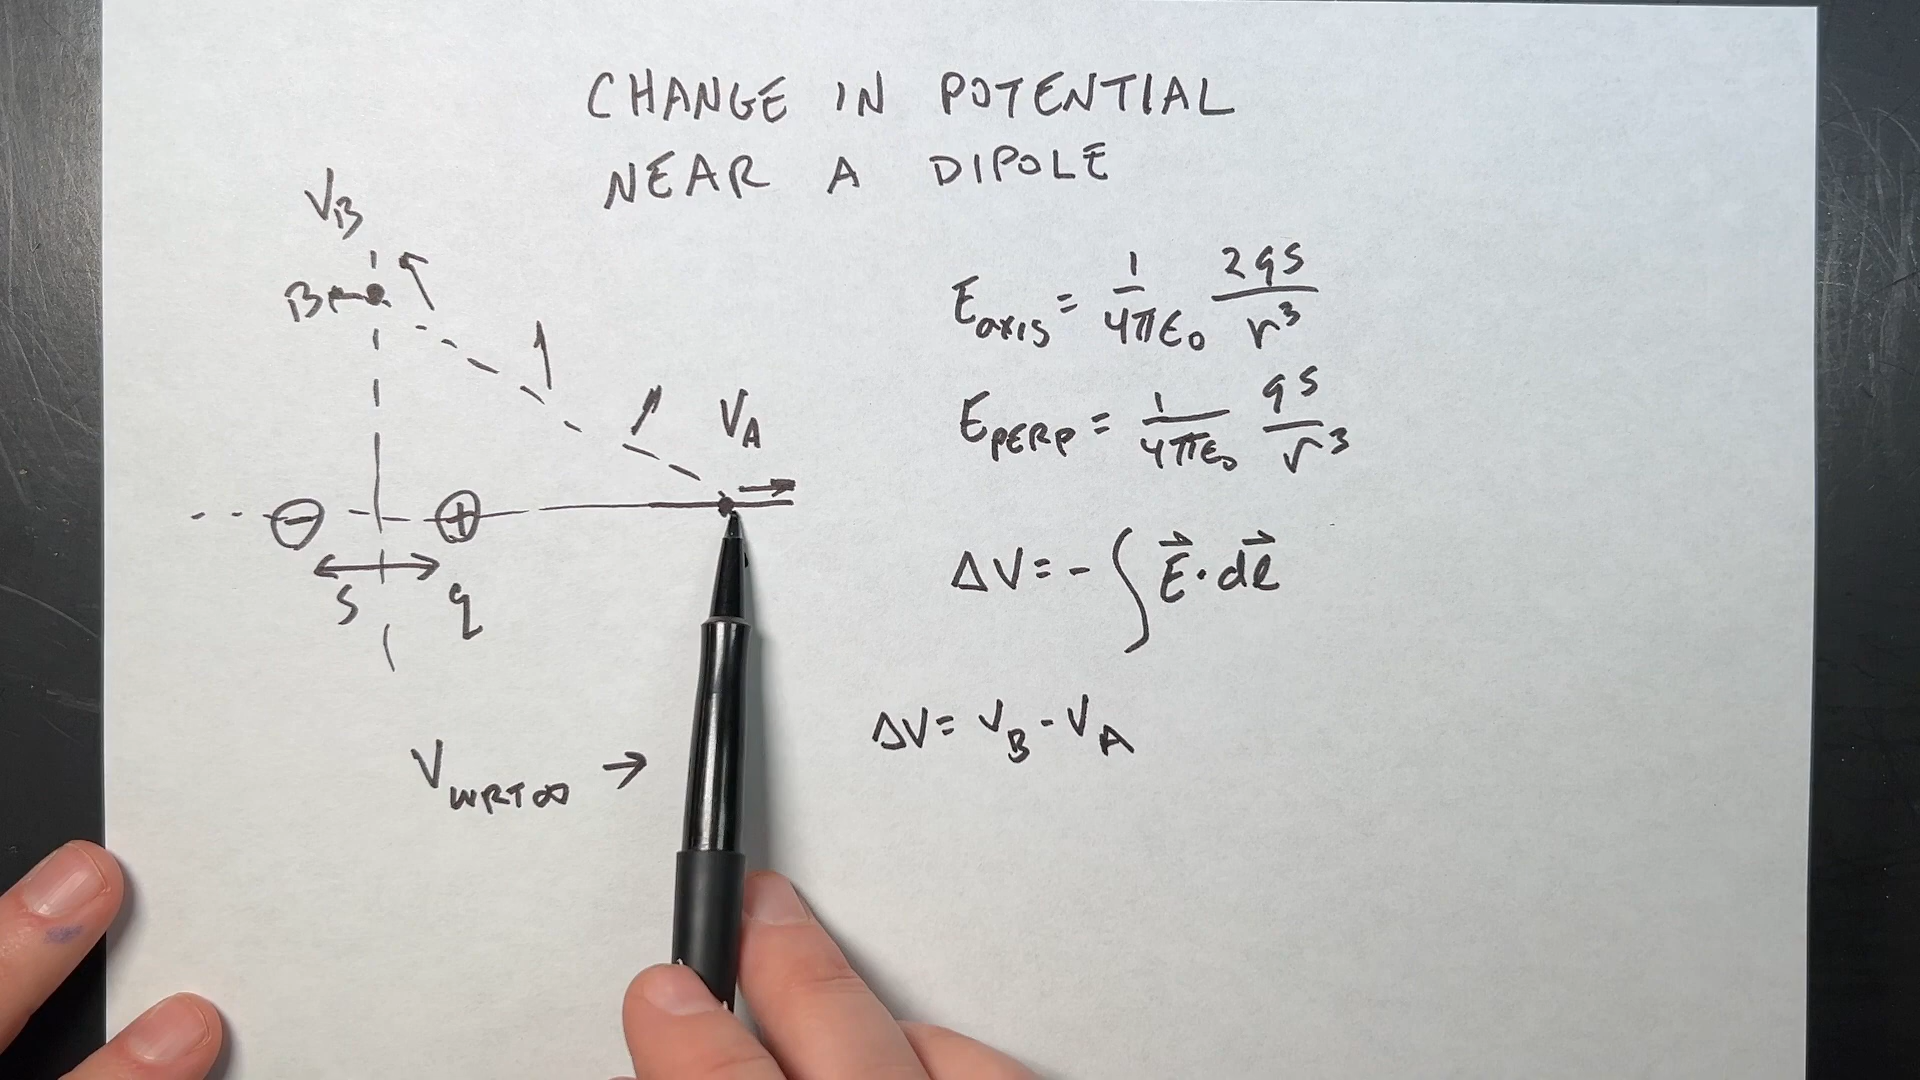 CHANGE IN POTENTIAL
NEAR A DIPOLE
V_B
B
V_A
- +
s q
E_axis = 1/4πε₀ 2qs/r³
E_PERP = 1/4πε₀ qs/r³
ΔV = -∫ E⃗ · dl⃗
V_WRT∞ →
ΔV = V_B - V_A